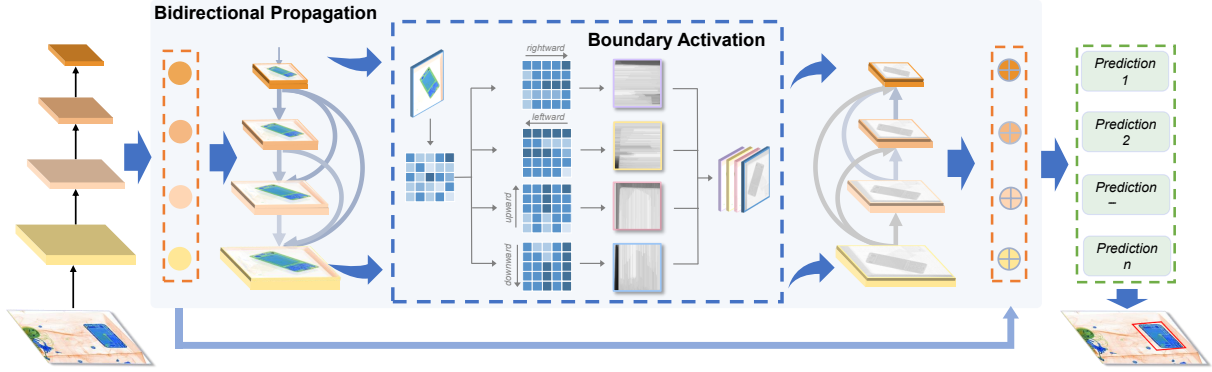 Bidirectional Propagation
Boundary Activation
rightward
leftward
upward
downward
Prediction
1
Prediction
2
Prediction
–
Prediction
n